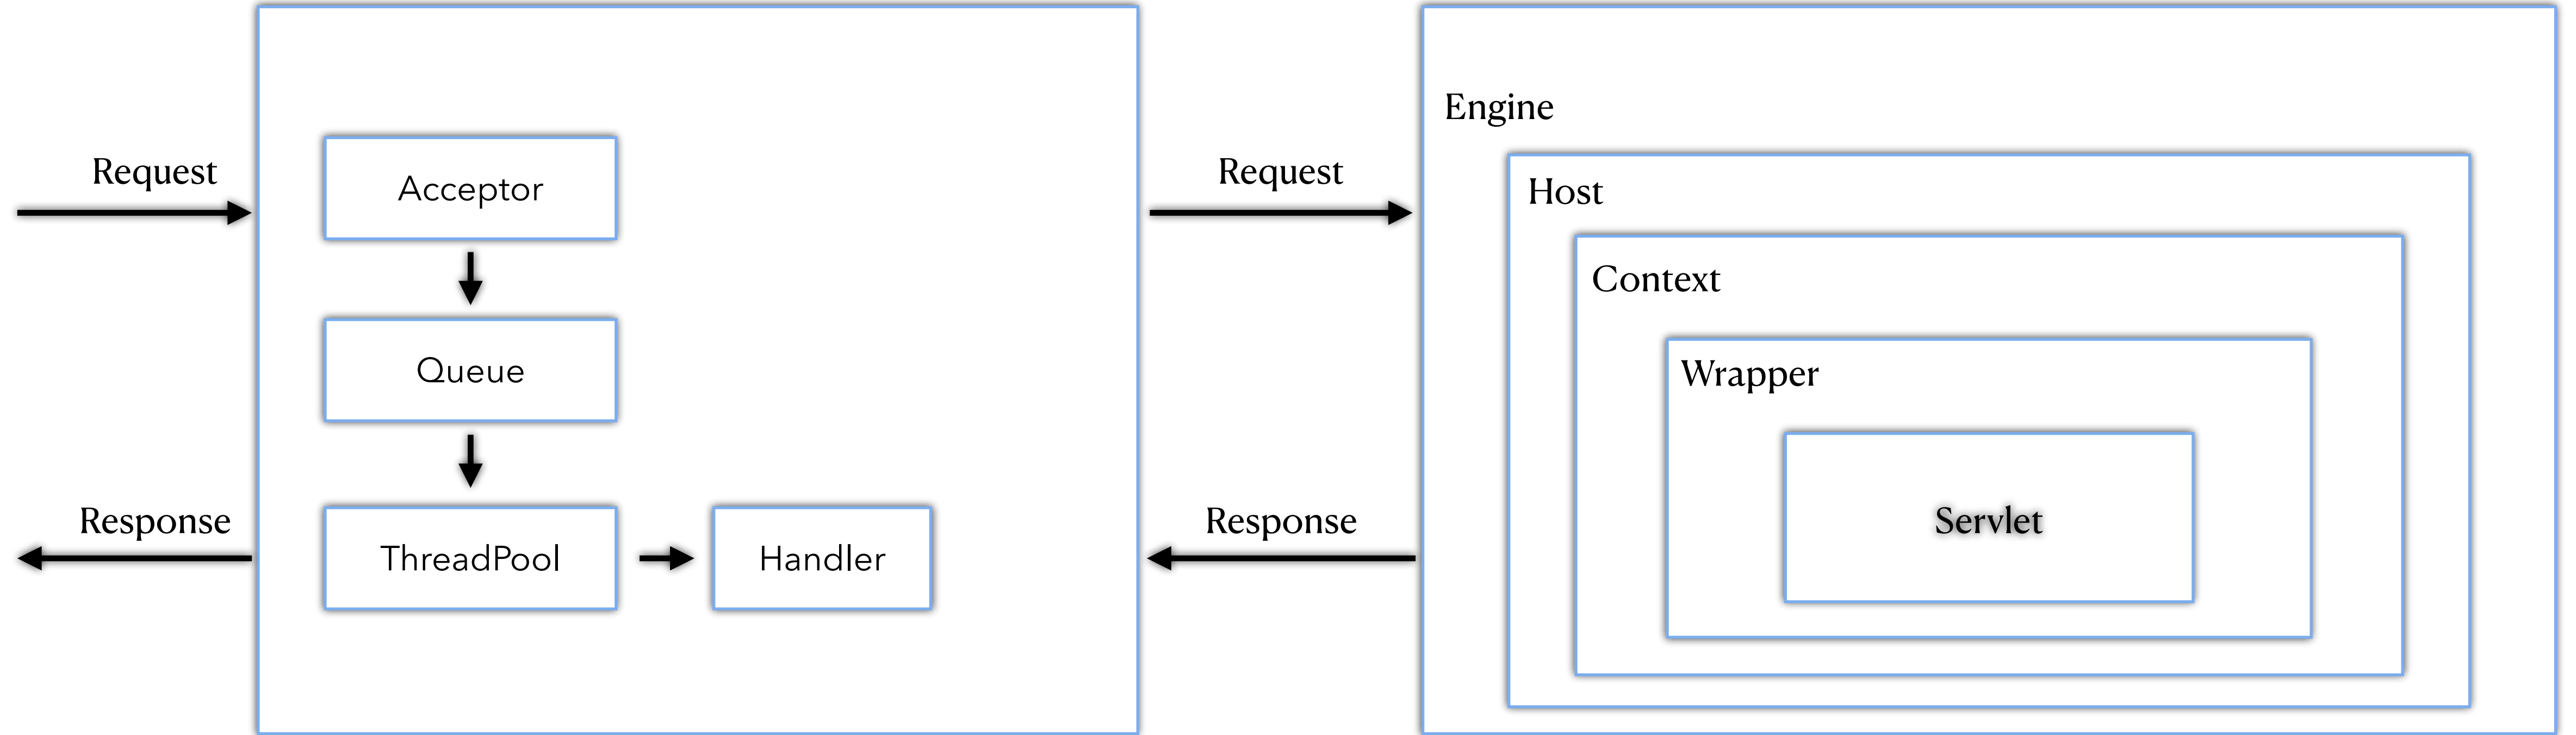 Request
Response
Acceptor
Queue
ThreadPool
Handler
Request
Response
Engine
Host
Context
Wrapper
Servlet